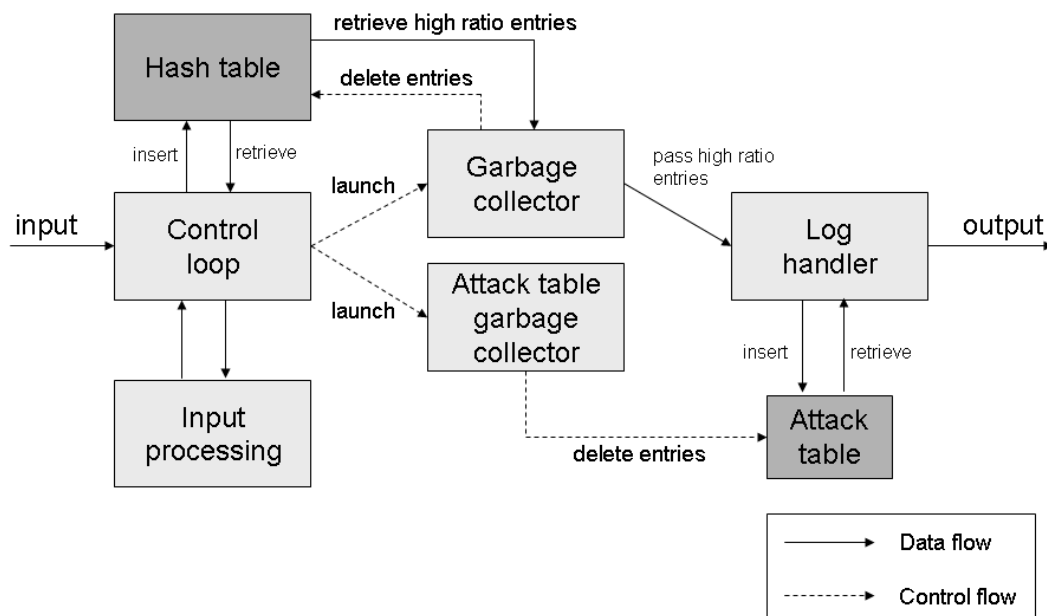 retrieve high ratio entries
Hash table
delete entries
insert
retrieve
Garbage
collector
pass high ratio
entries
launch
input
Control
loop
Log
handler
output
launch
Attack table
garbage
collector
insert
retrieve
Input
processing
Attack
table
delete entries
Data flow
Control flow